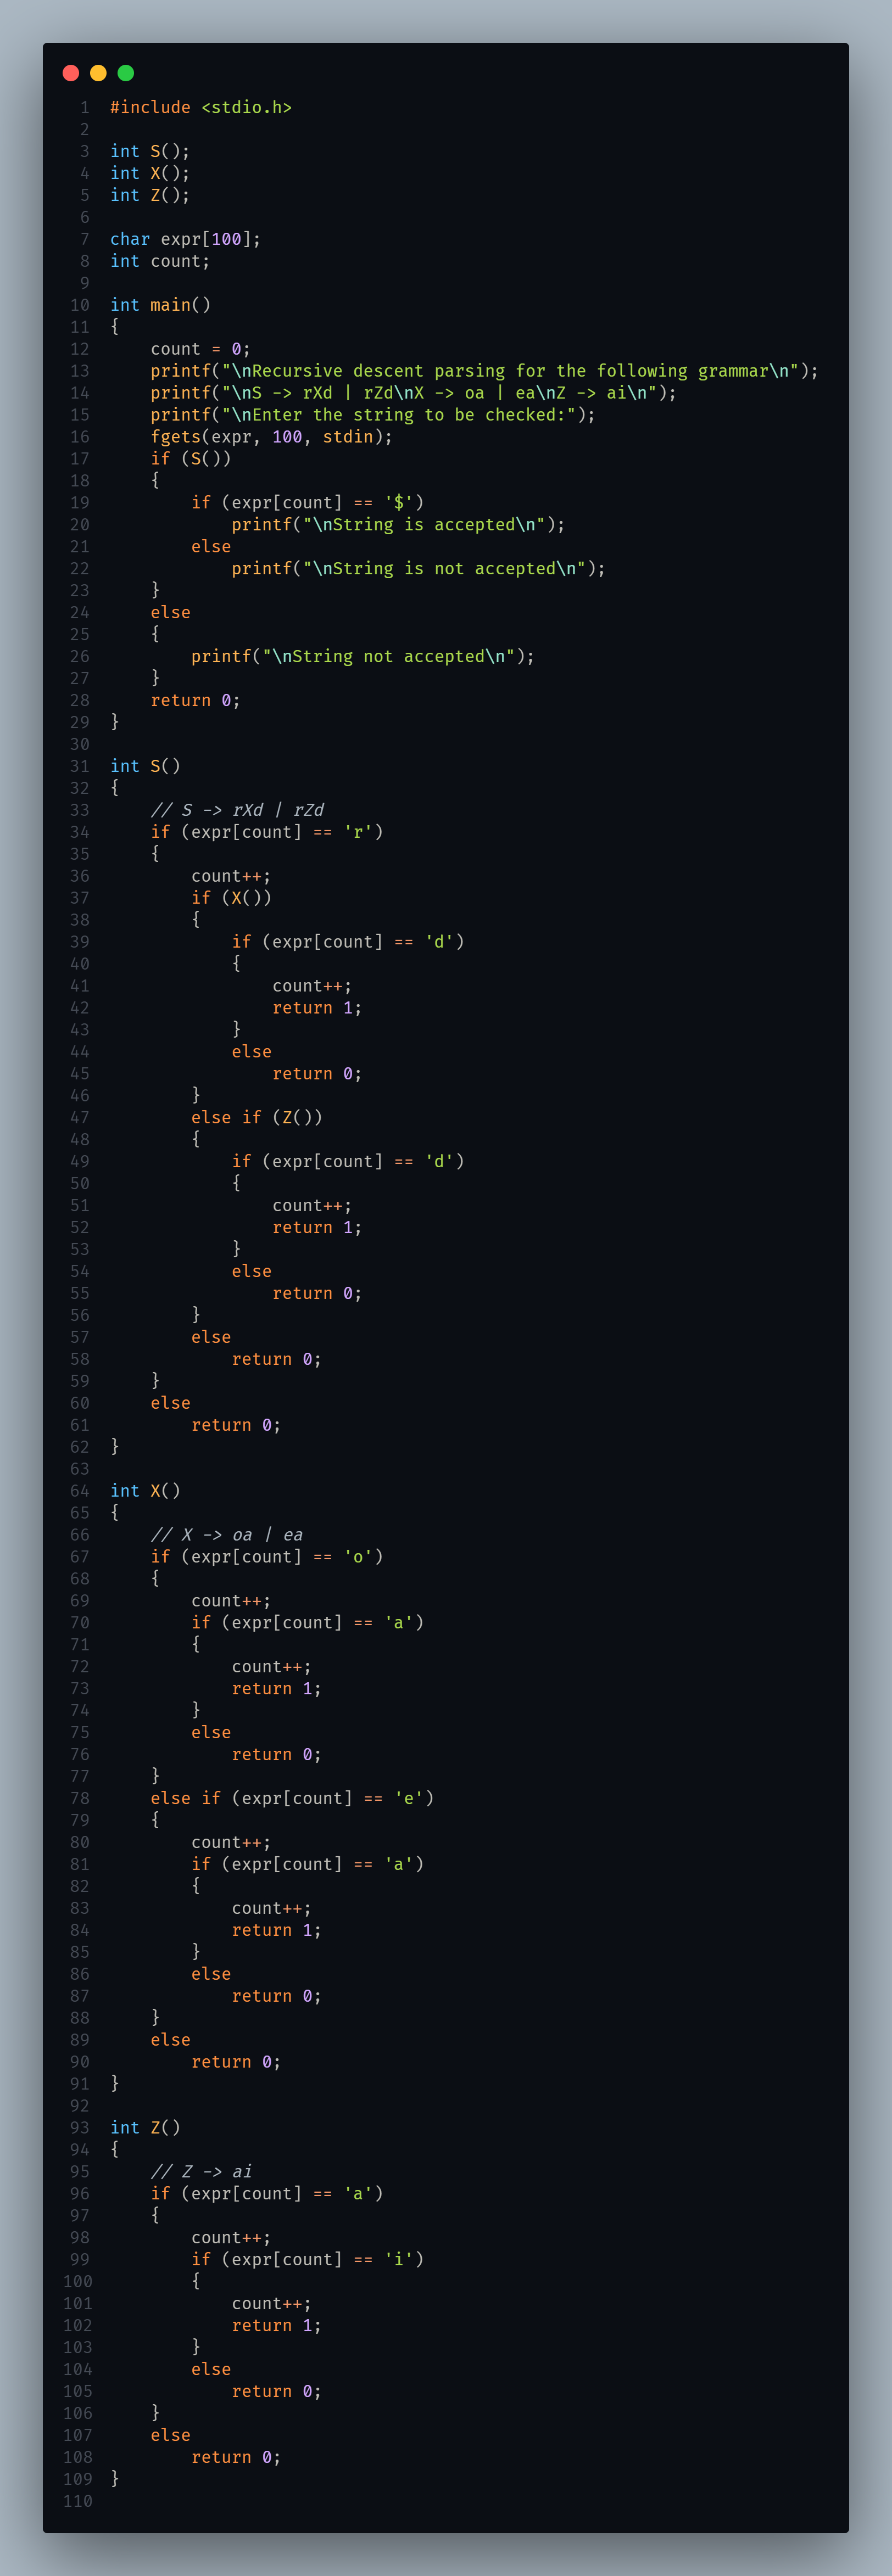 1 #include <stdio.h>
2
3 int S();
4 int X();
5 int Z();
6
7 char expr[100];
8 int count;
9
10 int main()
11 {
12     count = 0;
13     printf("\nRecursive descent parsing for the following grammar\n");
14     printf("\nS -> rXd | rZd\nX -> oa | ea\nZ -> ai\n");
15     printf("\nEnter the string to be checked:");
16     fgets(expr, 100, stdin);
17     if (S())
18     {
19         if (expr[count] == '$')
20             printf("\nString is accepted\n");
21         else
22             printf("\nString is not accepted\n");
23     }
24     else
25     {
26         printf("\nString not accepted\n");
27     }
28     return 0;
29 }
30
31 int S()
32 {
33     // S -> rXd | rZd
34     if (expr[count] == 'r')
35     {
36         count++;
37         if (X())
38         {
39             if (expr[count] == 'd')
40             {
41                 count++;
42                 return 1;
43             }
44             else
45                 return 0;
46         }
47         else if (Z())
48         {
49             if (expr[count] == 'd')
50             {
51                 count++;
52                 return 1;
53             }
54             else
55                 return 0;
56         }
57         else
58             return 0;
59     }
60     else
61         return 0;
62 }
63
64 int X()
65 {
66     // X -> oa | ea
67     if (expr[count] == 'o')
68     {
69         count++;
70         if (expr[count] == 'a')
71         {
72             count++;
73             return 1;
74         }
75         else
76             return 0;
77     }
78     else if (expr[count] == 'e')
79     {
80         count++;
81         if (expr[count] == 'a')
82         {
83             count++;
84             return 1;
85         }
86         else
87             return 0;
88     }
89     else
90         return 0;
91 }
92
93 int Z()
94 {
95     // Z -> ai
96     if (expr[count] == 'a')
97     {
98         count++;
99         if (expr[count] == 'i')
100         {
101             count++;
102             return 1;
103         }
104         else
105             return 0;
106     }
107     else
108         return 0;
109 }
110